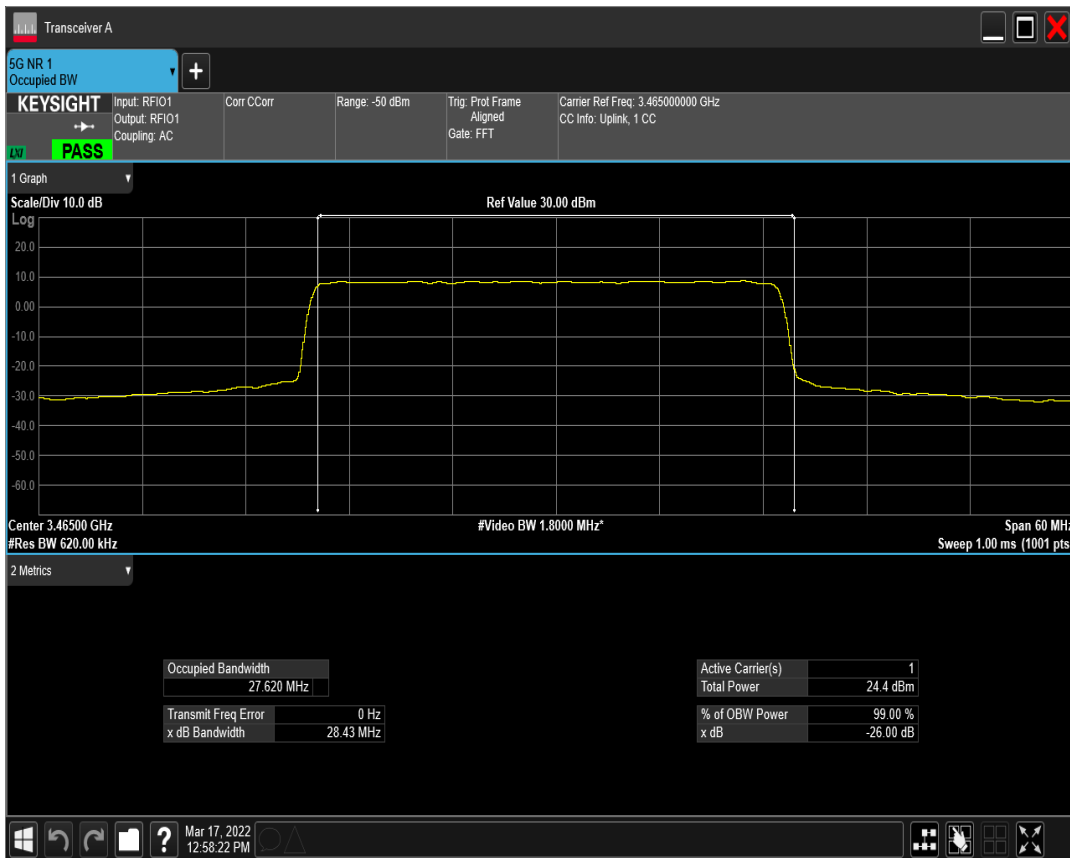 Transceiver A
5G NR 1
Occupied BW
+
KEYSIGHT
LXI
PASS
Input: RFIO1
Output: RFIO1
Coupling: AC
Corr CCorr
Range: -50 dBm
Trig: Prot Frame
Aligned
Gate: FFT
Carrier Ref Freq: 3.465000000 GHz
CC Info: Uplink, 1 CC
1 Graph
Scale/Div 10.0 dB
Ref Value 30.00 dBm
Log
20.0
10.0
0.00
-10.0
-20.0
-30.0
-40.0
-50.0
-60.0
Center 3.46500 GHz
#Video BW 1.8000 MHz*
Span 60 MHz
#Res BW 620.00 kHz
Sweep 1.00 ms (1001 pts
2 Metrics
Occupied Bandwidth
27.620 MHz
Transmit Freq Error 0 Hz
x dB Bandwidth 28.43 MHz
Active Carrier(s) 1
Total Power 24.4 dBm
% of OBW Power 99.00 %
x dB -26.00 dB
?
Mar 17, 2022
12:58:22 PM